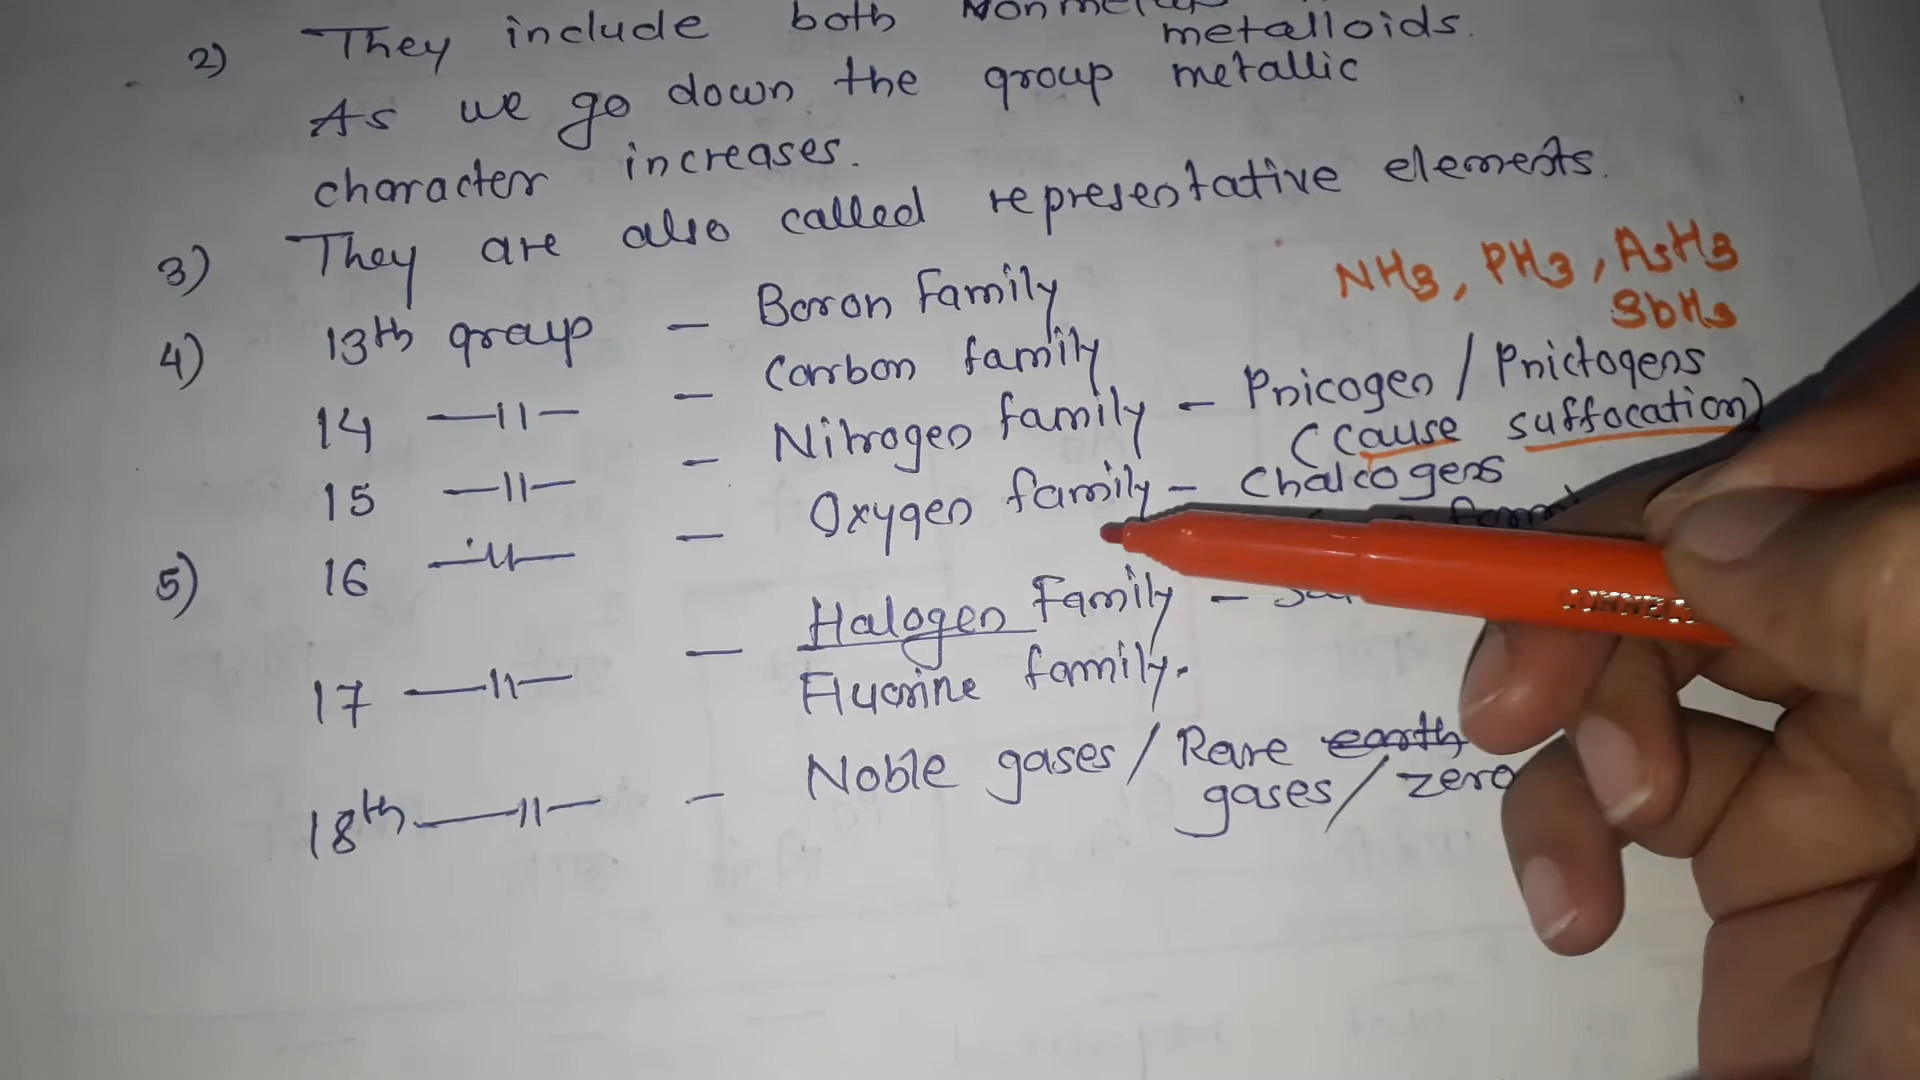 2) They include both
metalloids.
As we go down the group metallic
character increases.
3) They are also called representative elements.
NH3, PH3, AsH3
SbH3
4) 13th group - Boron family
14 —11— - Carbon family
15 —11— - Nitrogen family - Pnicogen / Pnictogens
(cause suffocation)
5) 16 —11— - Oxygen family - Chalcogens
17 —11— - Halogen Family -
Fluorine family.
18th —11— - Noble gases / Rare earth
gases / zero